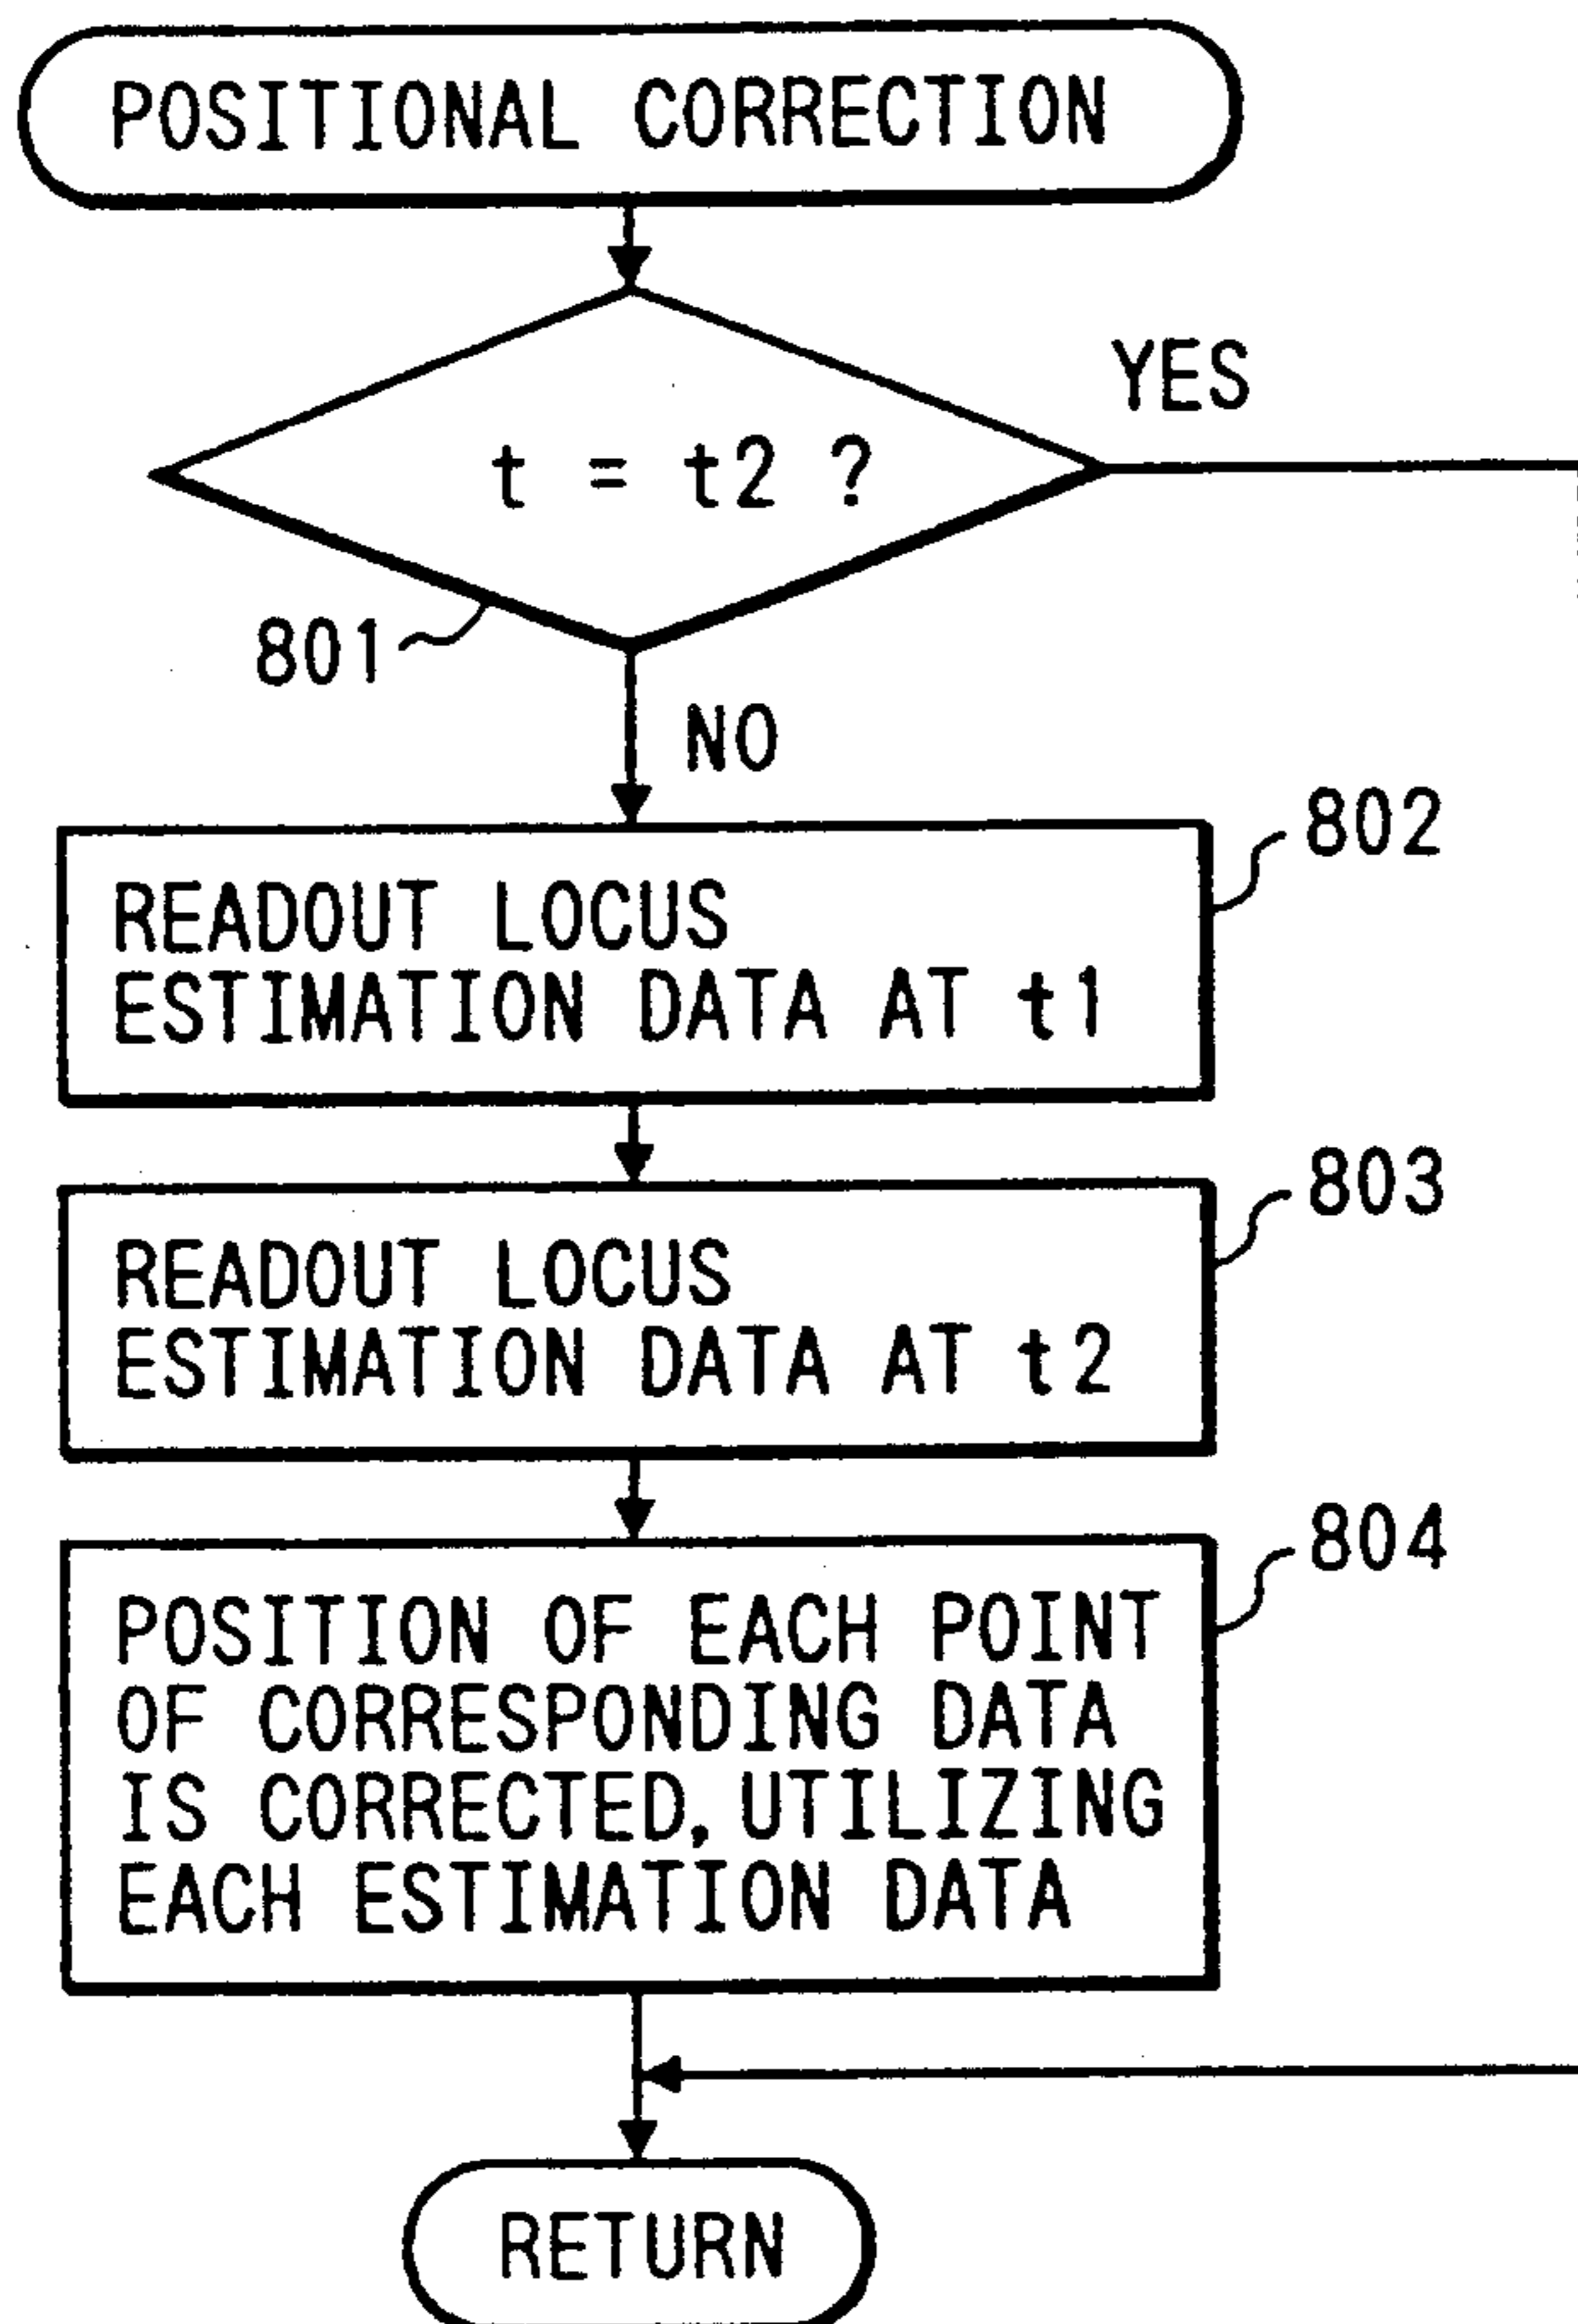 POSITIONAL CORRECTION
YES
t = t2 ?
801
NO
802
READOUT LOCUS
ESTIMATION DATA AT t1
803
READOUT LOCUS
ESTIMATION DATA AT t2
804
POSITION OF EACH POINT
OF CORRESPONDING DATA
IS CORRECTED, UTILIZING
EACH ESTIMATION DATA
RETURN